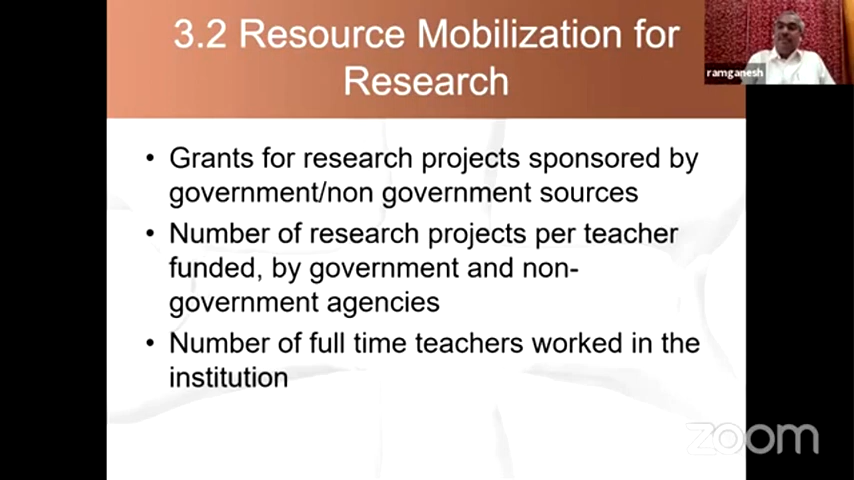 3.2 Resource Mobilization for
Research
ramganesh
• Grants for research projects sponsored by
government/non government sources
• Number of research projects per teacher
funded, by government and non-
government agencies
• Number of full time teachers worked in the
institution
zoom